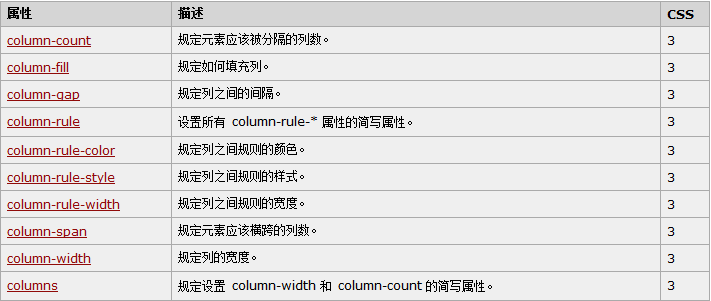 属性 描述 CSS
column-count 规定元素应该被分隔的列数。 3
column-fill 规定如何填充列。 3
column-gap 规定列之间的间隔。 3
column-rule 设置所有 column-rule-* 属性的简写属性。 3
column-rule-color 规定列之间规则的颜色。 3
column-rule-style 规定列之间规则的样式。 3
column-rule-width 规定列之间规则的宽度。 3
column-span 规定元素应该横跨的列数。 3
column-width 规定列的宽度。 3
columns 规定设置 column-width 和 column-count 的简写属性。 3